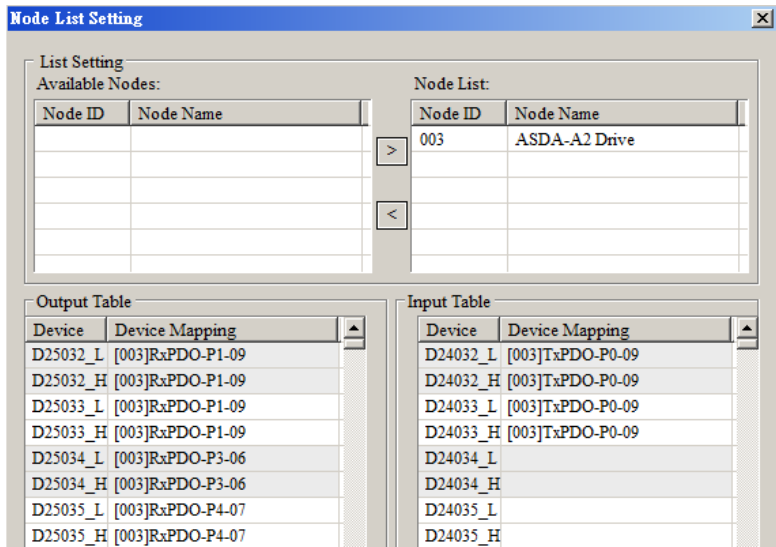 Node List Setting
List Setting
Available Nodes:
Node ID Node Name
>
<
Node List:
Node ID Node Name
003 ASDA-A2 Drive
Output Table
Device Device Mapping
D25032_L [003]RxPDO-P1-09
D25032_H [003]RxPDO-P1-09
D25033_L [003]RxPDO-P1-09
D25033_H [003]RxPDO-P1-09
D25034_L [003]RxPDO-P3-06
D25034_H [003]RxPDO-P3-06
D25035_L [003]RxPDO-P4-07
D25035_H [003]RxPDO-P4-07
Input Table
Device Device Mapping
D24032_L [003]TxPDO-P0-09
D24032_H [003]TxPDO-P0-09
D24033_L [003]TxPDO-P0-09
D24033_H [003]TxPDO-P0-09
D24034_L
D24034_H
D24035_L
D24035_H